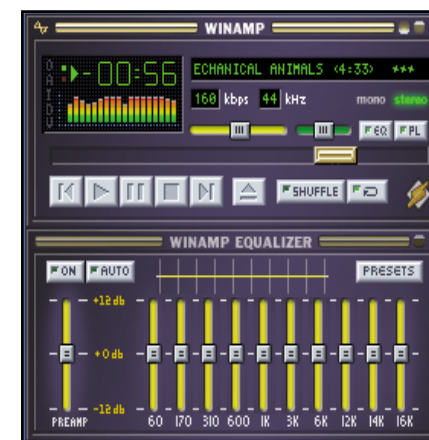 WINAMP
O
A
I
D
V
-00:56
ECHANICAL ANIMALS <4:33> ***
160 kbps 44 kHz mono stereo
EQ PL
SHUFFLE
WINAMP EQUALIZER
ON AUTO PRESETS
+12db
+0db
-12db
PREAMP 60 170 310 600 1K 3K 6K 12K 14K 16K